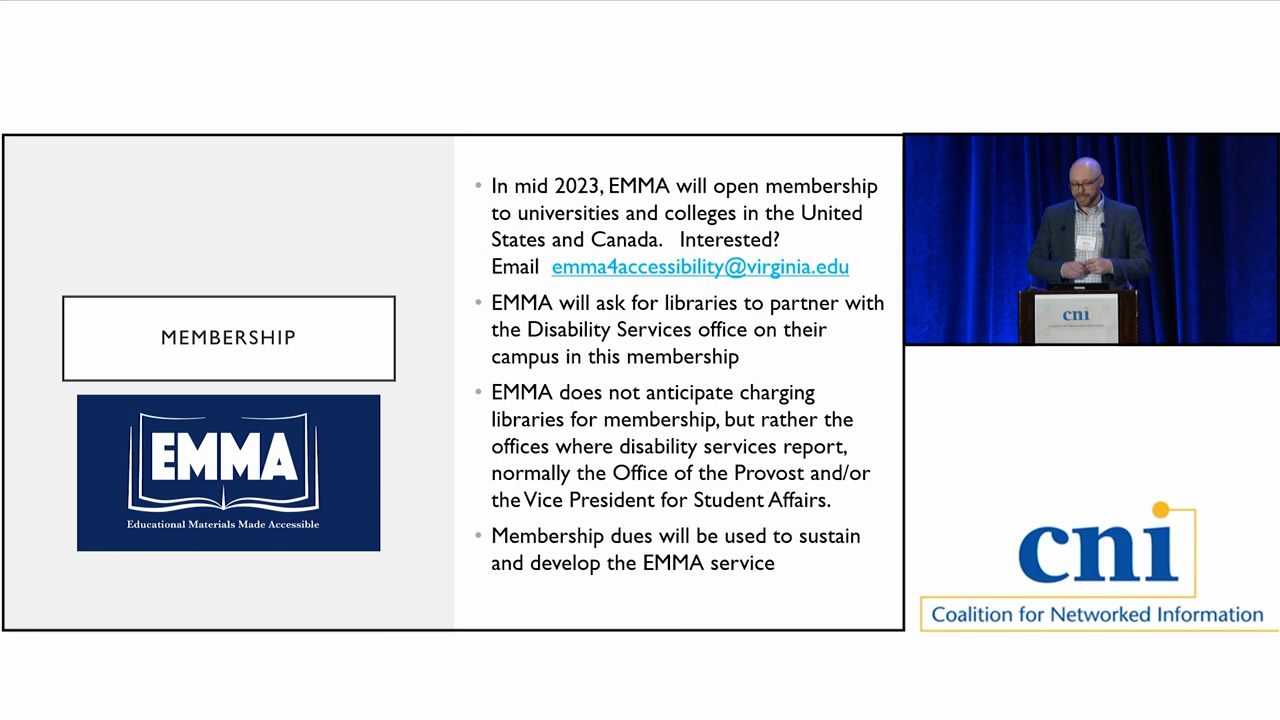 MEMBERSHIP
EMMA
Educational Materials Made Accessible
• In mid 2023, EMMA will open membership
to universities and colleges in the United
States and Canada. Interested?
Email emma4accessibility@virginia.edu
• EMMA will ask for libraries to partner with
the Disability Services office on their
campus in this membership
• EMMA does not anticipate charging
libraries for membership, but rather the
offices where disability services report,
normally the Office of the Provost and/or
the Vice President for Student Affairs.
• Membership dues will be used to sustain
and develop the EMMA service
cni
cni
Coalition for Networked Information